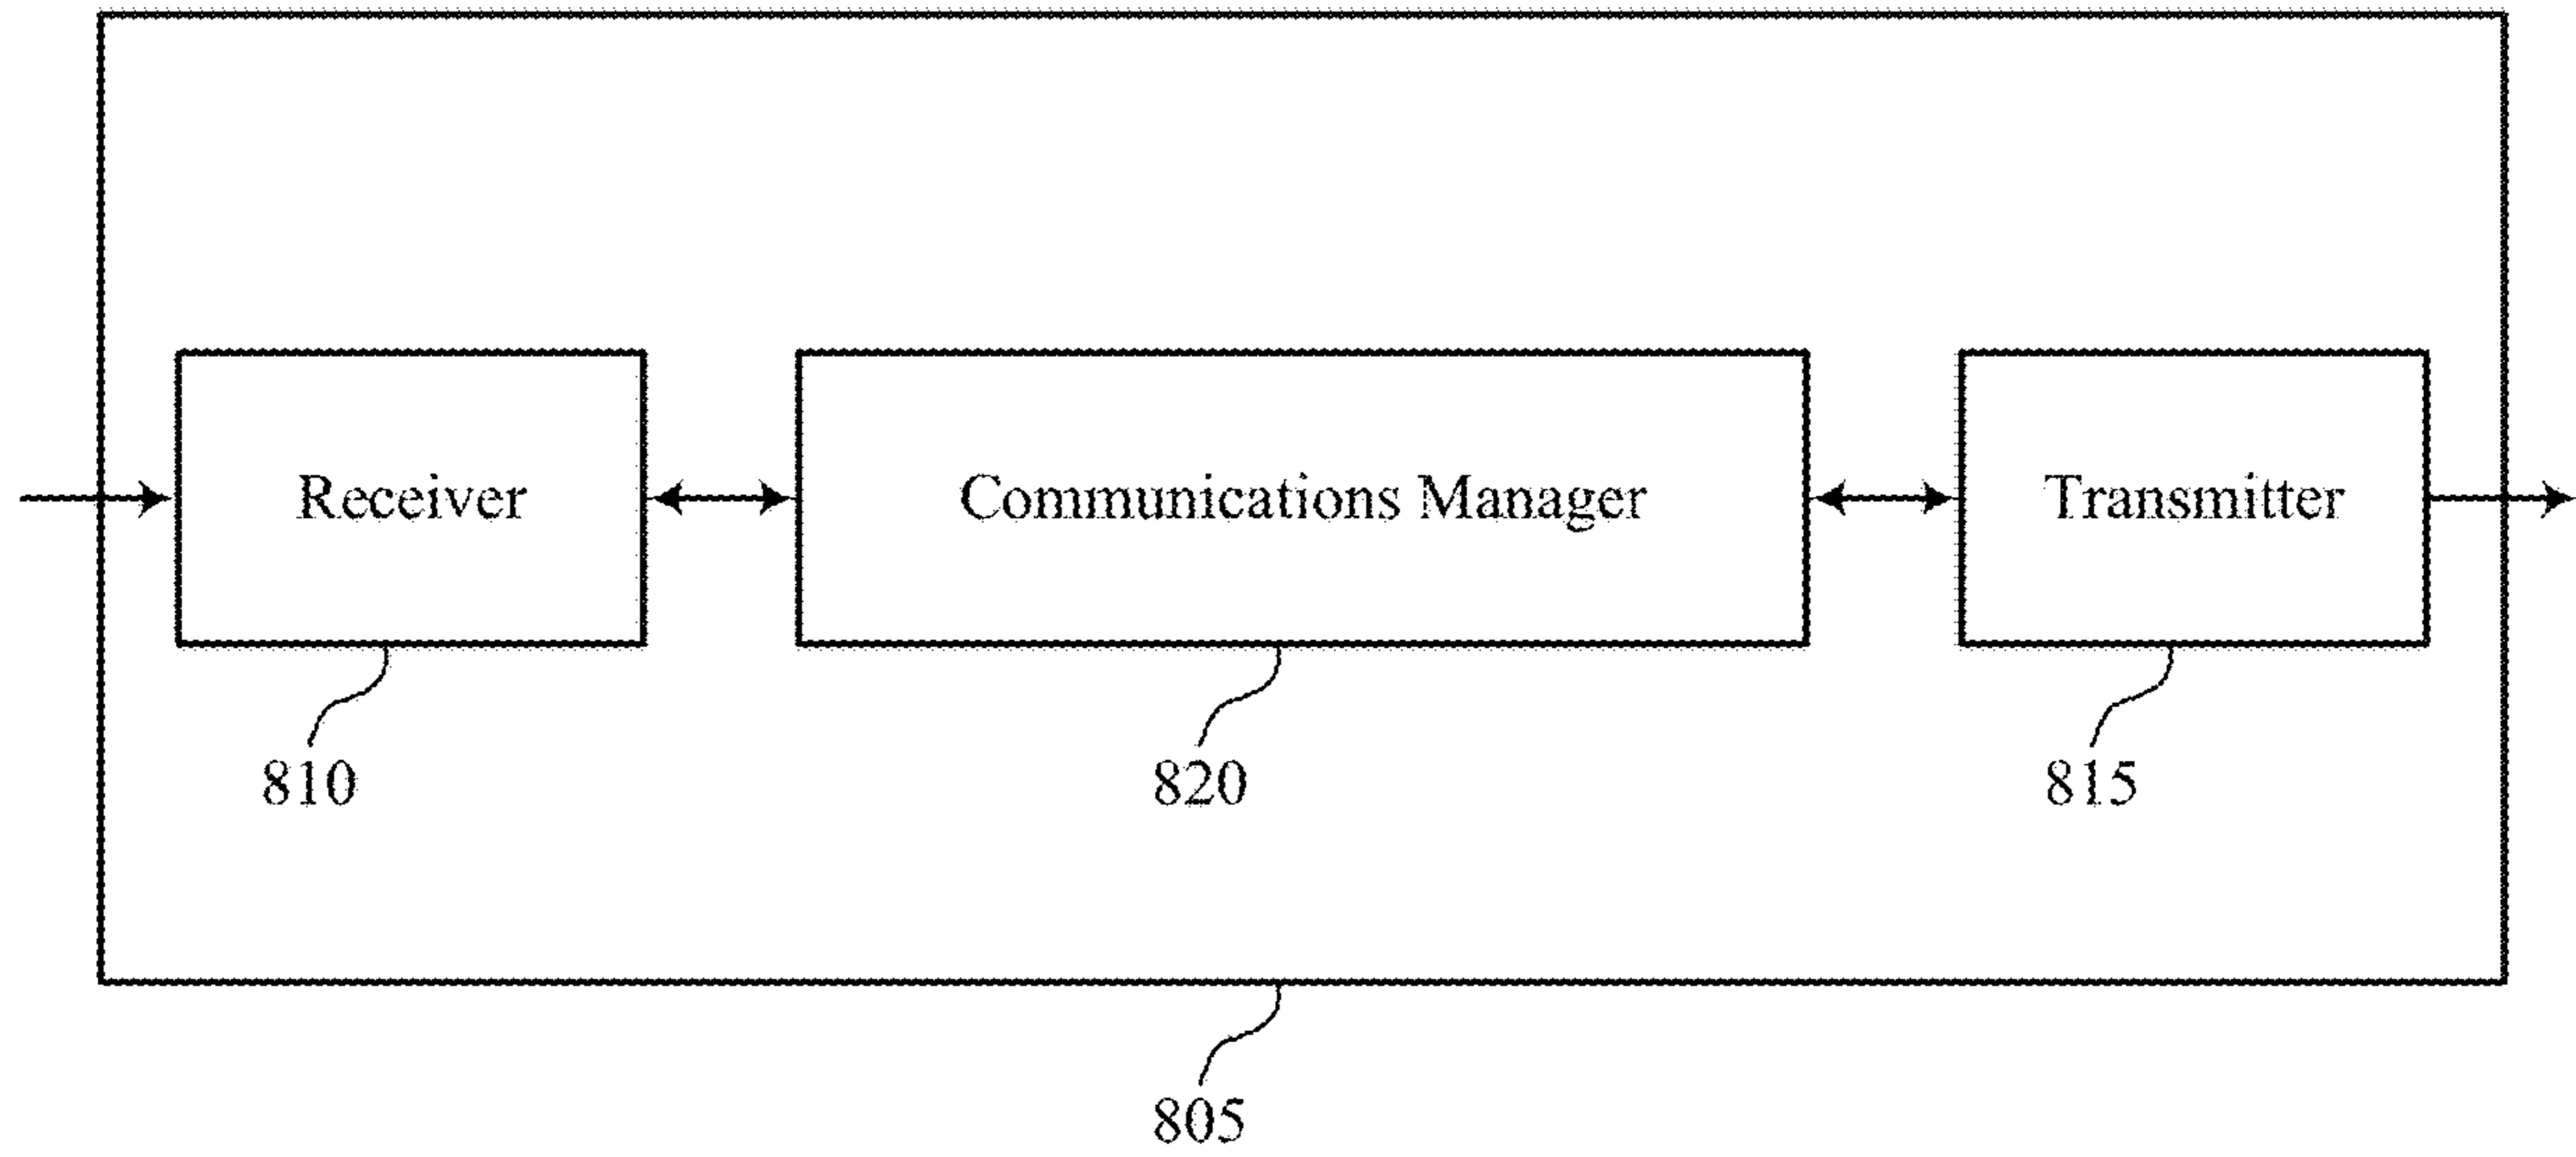 Receiver
Communications Manager
Transmitter
810
820
815
805